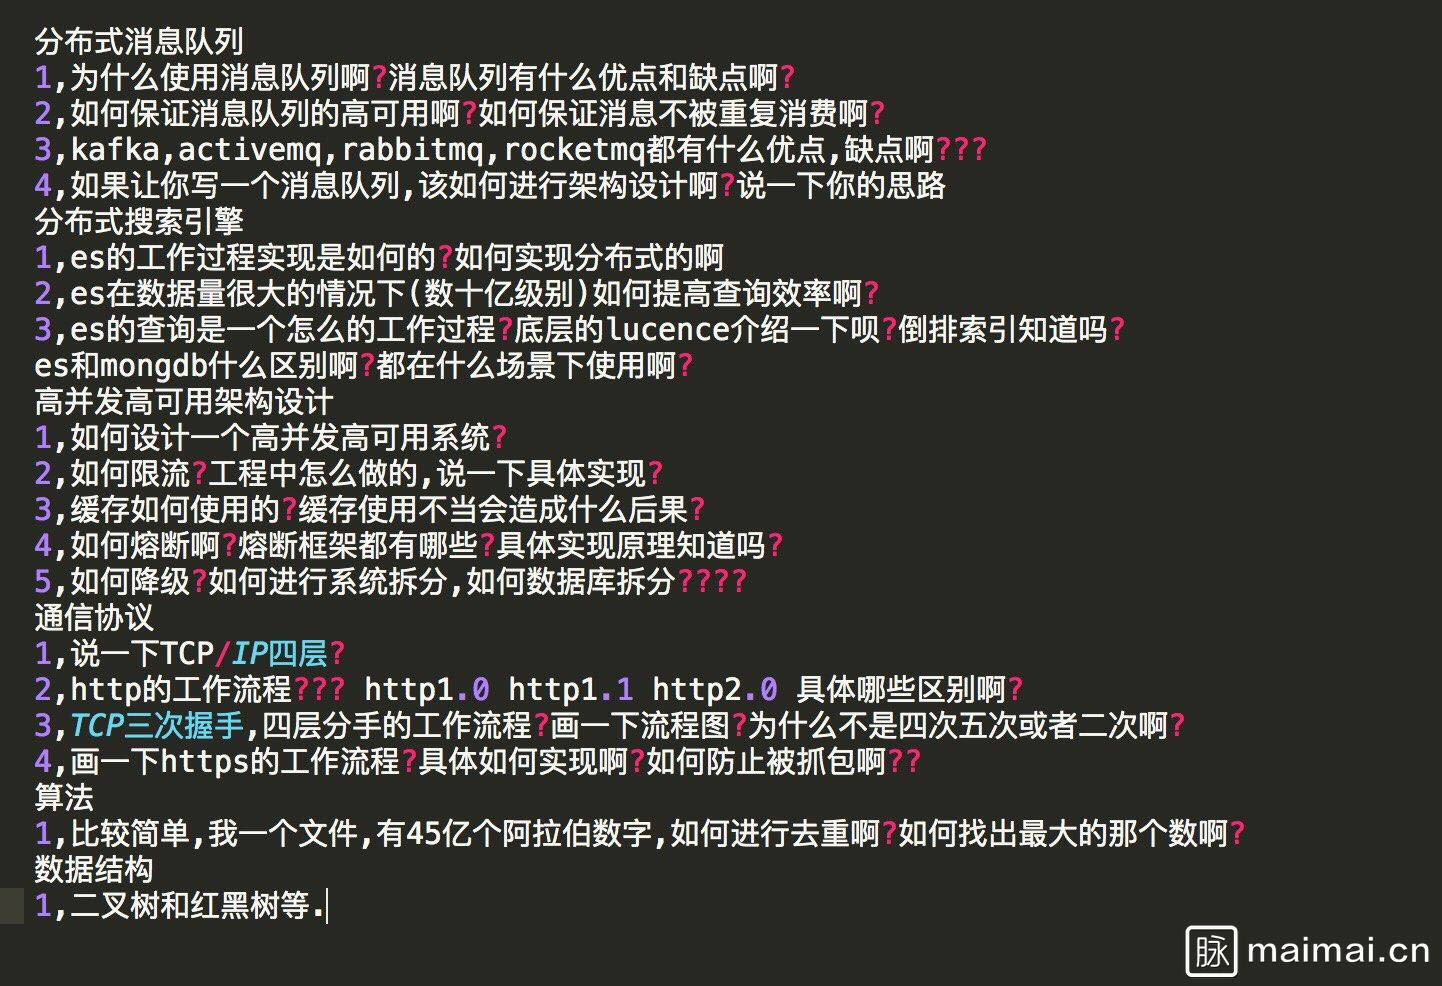 分布式消息队列
1,为什么使用消息队列啊?消息队列有什么优点和缺点啊?
2,如何保证消息队列的高可用啊?如何保证消息不被重复消费啊?
3,kafka,activemq,rabbitmq,rocketmq都有什么优点,缺点啊???
4,如果让你写一个消息队列,该如何进行架构设计啊?说一下你的思路
分布式搜索引擎
1,es的工作过程实现是如何的?如何实现分布式的啊
2,es在数据量很大的情况下(数十亿级别)如何提高查询效率啊?
3,es的查询是一个怎么的工作过程?底层的lucence介绍一下呗?倒排索引知道吗?
es和mongdb什么区别啊?都在什么场景下使用啊?
高并发高可用架构设计
1,如何设计一个高并发高可用系统?
2,如何限流?工程中怎么做的,说一下具体实现?
3,缓存如何使用的?缓存使用不当会造成什么后果?
4,如何熔断啊?熔断框架都有哪些?具体实现原理知道吗?
5,如何降级?如何进行系统拆分,如何数据库拆分????
通信协议
1,说一下TCP/IP四层?
2,http的工作流程??? http1.0 http1.1 http2.0 具体哪些区别啊?
3,TCP三次握手,四层分手的工作流程?画一下流程图?为什么不是四次五次或者二次啊?
4,画一下https的工作流程?具体如何实现啊?如何防止被抓包啊??
算法
1,比较简单,我一个文件,有45亿个阿拉伯数字,如何进行去重啊?如何找出最大的那个数啊?
数据结构
1,二叉树和红黑树等.
脉 maimai.cn